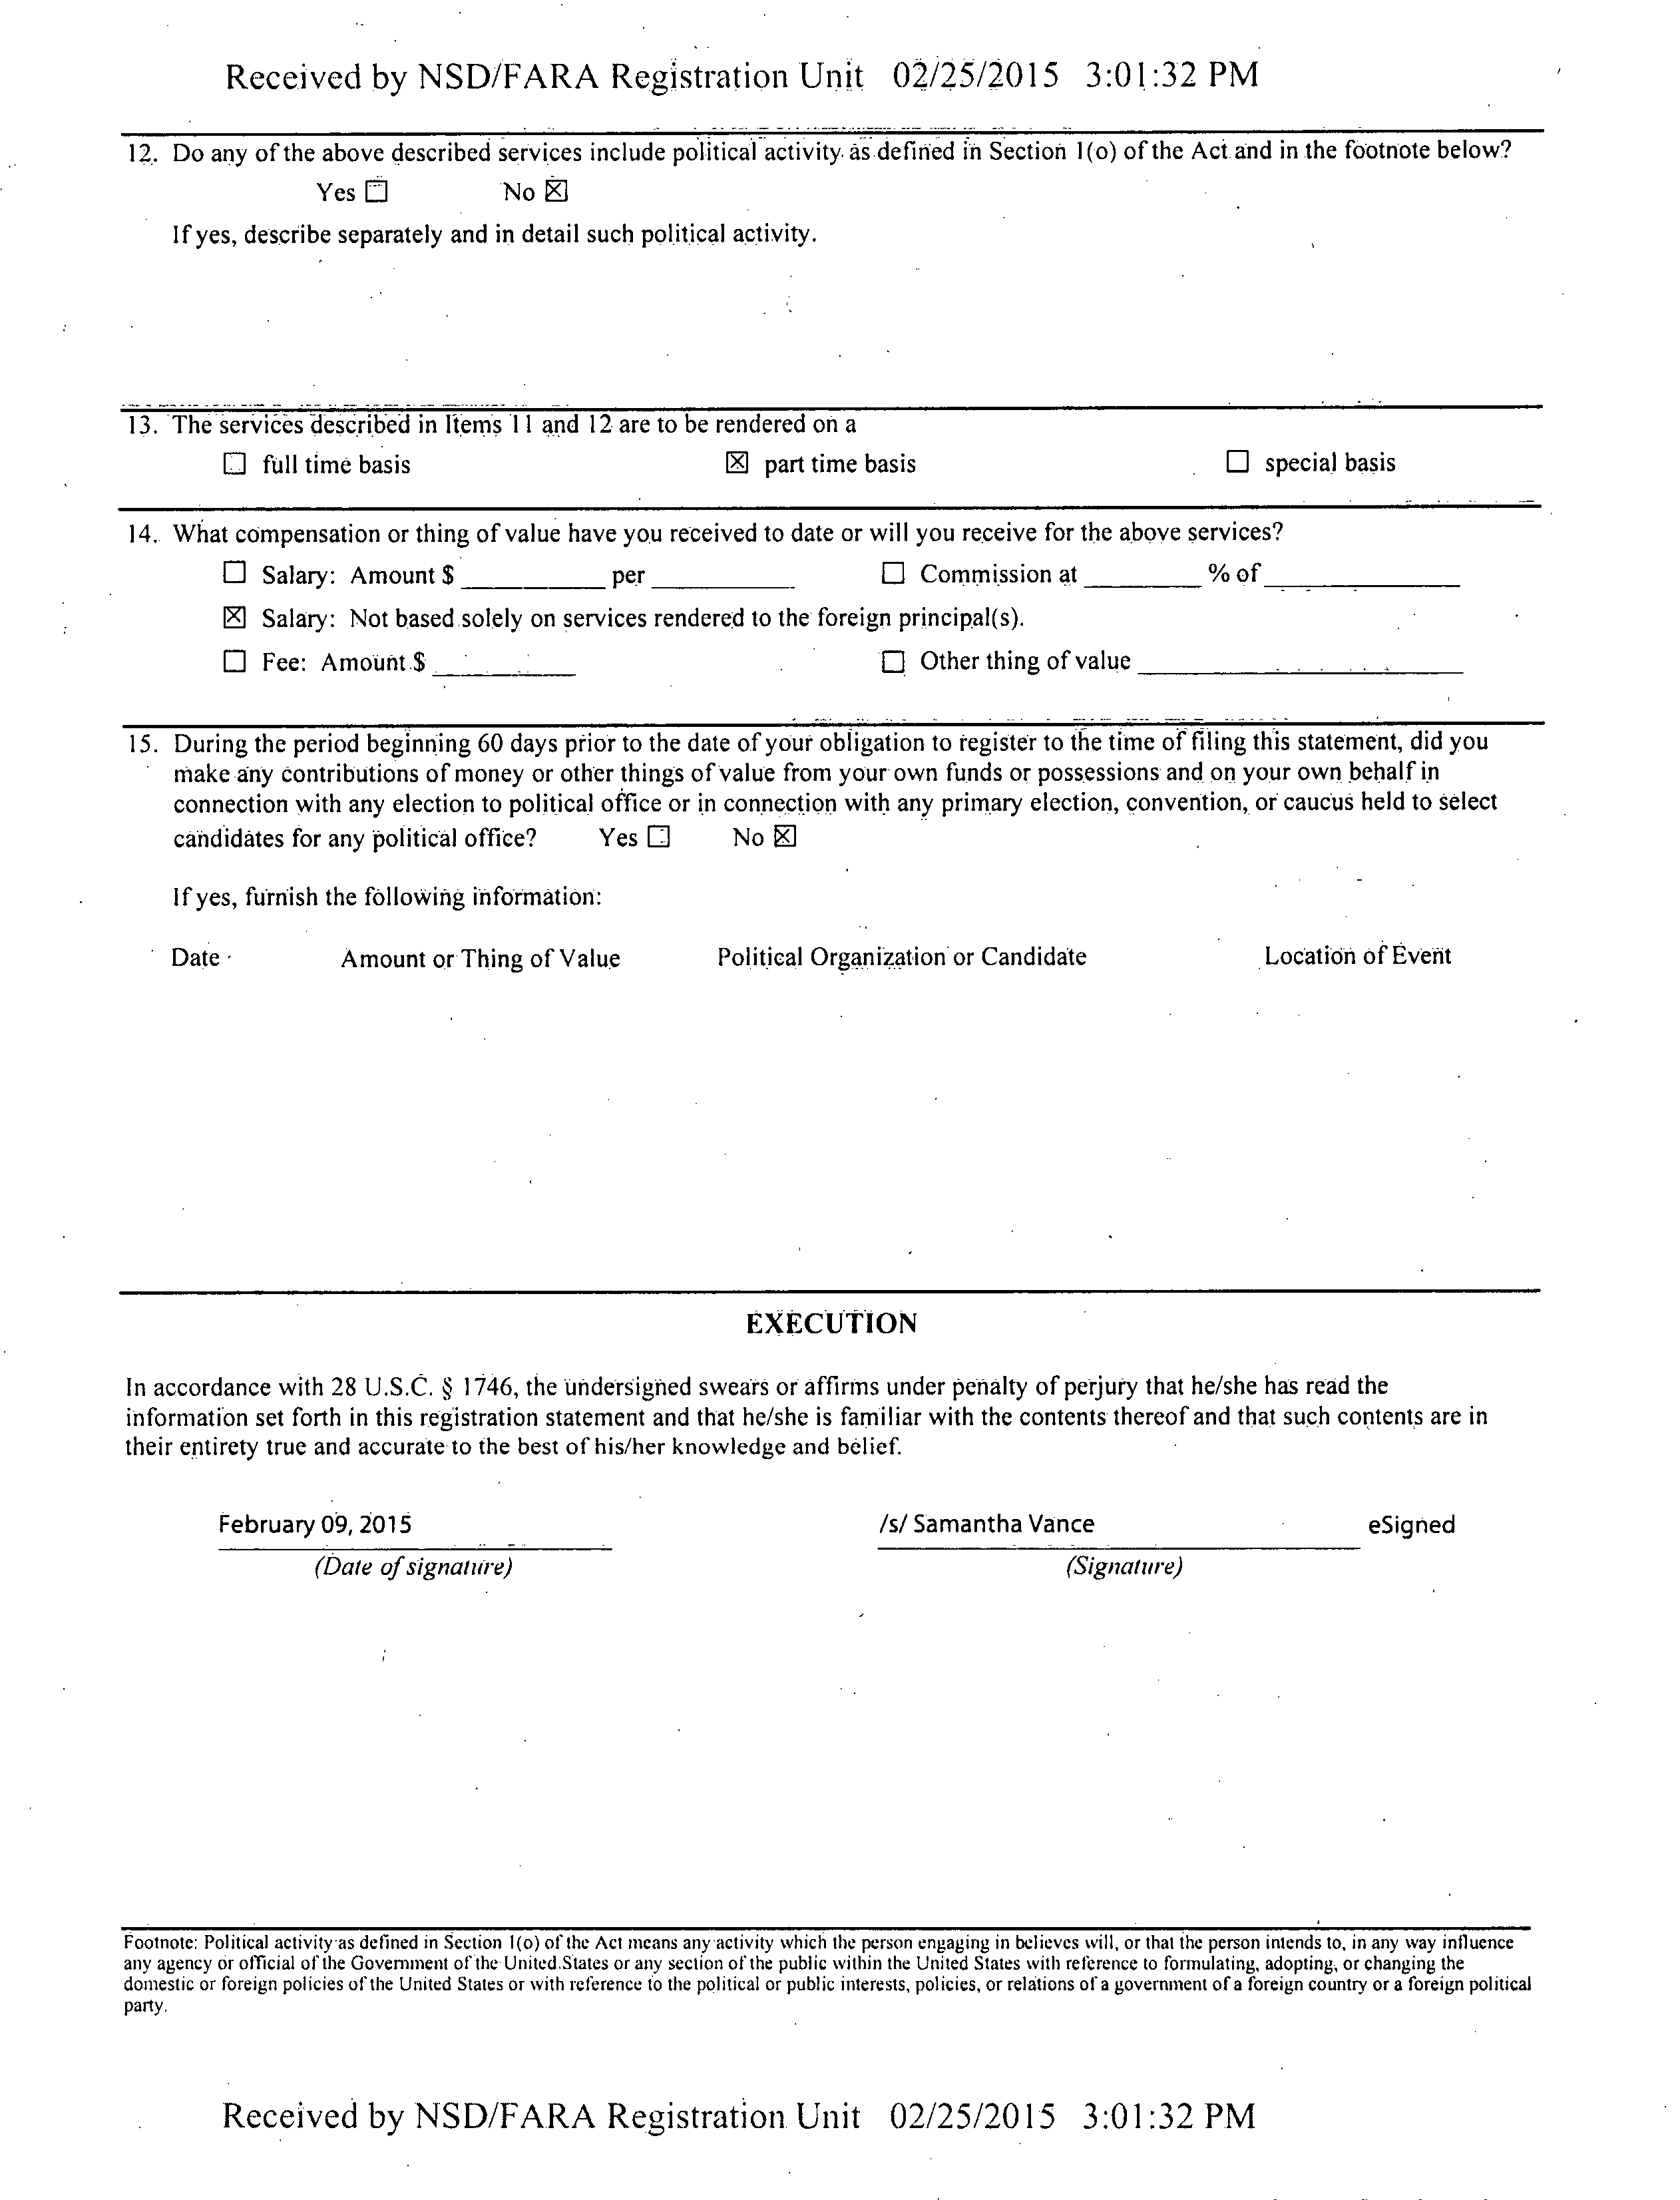 Received by NSD/FARA Registration Unit 02/25/2015 3:01:32 PM
12. Do any of the above described services include political activity as defined in Section 1(o) of the Act and in the footnote below?
Yes ☐ No ☒
If yes, describe separately and in detail such political activity.
13. The services described in Items 11 and 12 are to be rendered on a
☐ full time basis ☒ part time basis ☐ special basis
14. What compensation or thing of value have you received to date or will you receive for the above services?
☐ Salary: Amount $ __________ per __________ ☐ Commission at ________ % of ______________
☒ Salary: Not based solely on services rendered to the foreign principal(s).
☐ Fee: Amount $ __________ ☐ Other thing of value ______________________
15. During the period beginning 60 days prior to the date of your obligation to register to the time of filing this statement, did you
make any contributions of money or other things of value from your own funds or possessions and on your own behalf in
connection with any election to political office or in connection with any primary election, convention, or caucus held to select
candidates for any political office? Yes ☐ No ☒
If yes, furnish the following information:
Date Amount or Thing of Value Political Organization or Candidate Location of Event
EXECUTION
In accordance with 28 U.S.C. § 1746, the undersigned swears or affirms under penalty of perjury that he/she has read the
information set forth in this registration statement and that he/she is familiar with the contents thereof and that such contents are in
their entirety true and accurate to the best of his/her knowledge and belief.
February 09, 2015 /s/ Samantha Vance eSigned
(Date of signature) (Signature)
Footnote: Political activity as defined in Section 1(o) of the Act means any activity which the person engaging in believes will, or that the person intends to, in any way influence
any agency or official of the Government of the United States or any section of the public within the United States with reference to formulating, adopting, or changing the
domestic or foreign policies of the United States or with reference to the political or public interests, policies, or relations of a government of a foreign country or a foreign political
party.
Received by NSD/FARA Registration Unit 02/25/2015 3:01:32 PM